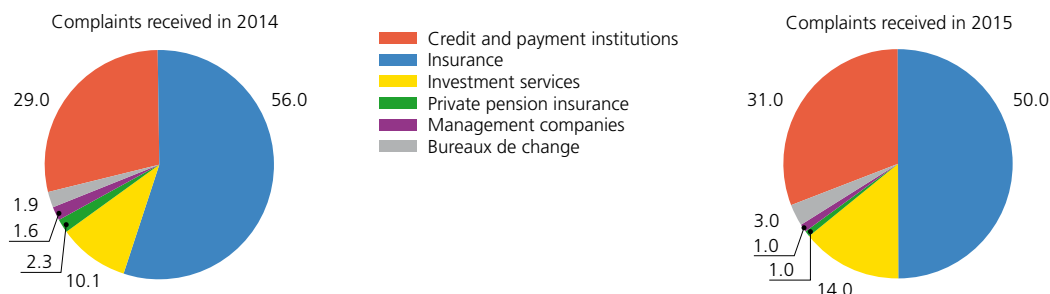 Complaints received in 2014
29.0
56.0
1.9
1.6
2.3
10.1
Credit and payment institutions
Insurance
Investment services
Private pension insurance
Management companies
Bureaux de change
Complaints received in 2015
31.0
50.0
3.0
1.0
1.0
14.0